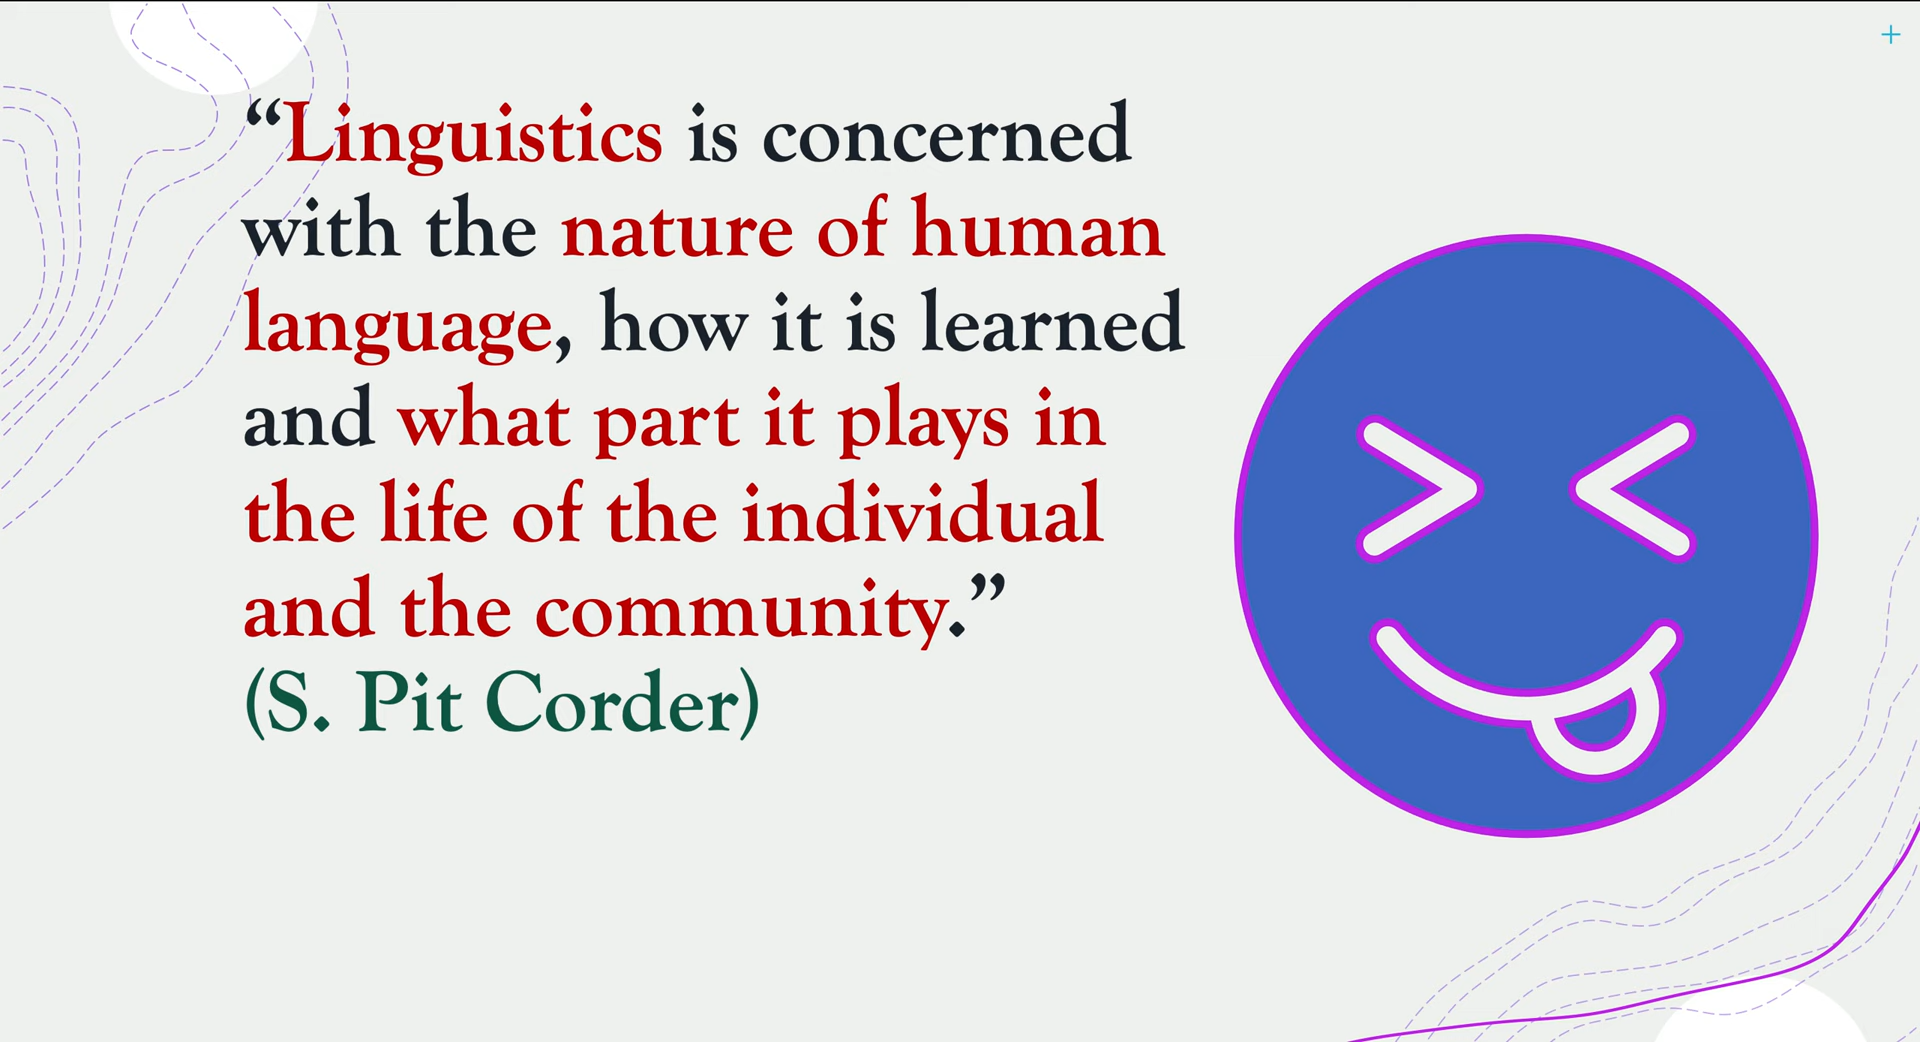 “Linguistics is concerned
with the nature of human
language, how it is learned
and what part it plays in
the life of the individual
and the community.”
(S. Pit Corder)